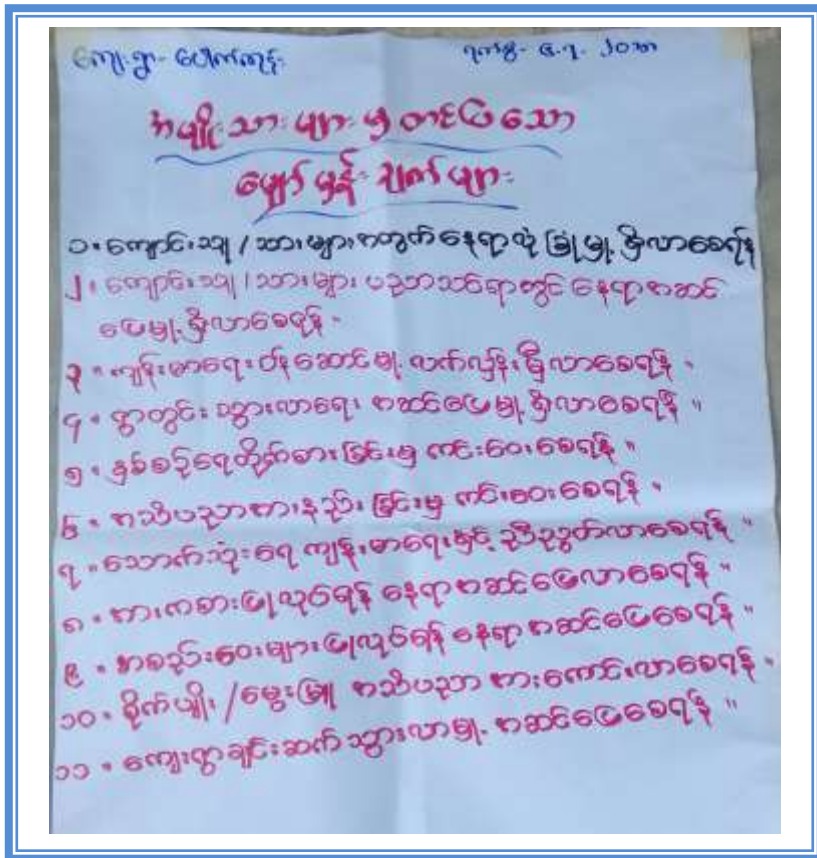 ကျေးရွာ - ပေါက်တုန်း
ရက်စွဲ - ၆.၇. ၂၀၁၈
အမျိုးသားများမှ တင်ပြသော
မျှော်မှန်းချက်များ
၁။ ကျောင်းသူ / သားများအတွက် နေရာလုံခြုံမှု့ ရှိလာစေရန်
၂။ ကျောင်းသူ / သားများ ပညာသင်ရာတွင် နေရာအဆင်
ပြေမှု့ ရှိလာစေရန် ။
၃။ ကျန်းမာရေး ဝန်ဆောင်မှု့ လက်လှမ်းမှီလာစေရန် ။
၄။ ရွာတွင်း သွားလာရေး အဆင်ပြေမှု့ ရှိလာစေရန် ။
၅။ နှစ်စဉ်ရေတိုက်စားခြင်းမှ ကင်းဝေးစေရန် ။
၆။ အသိပညာအားနည်းခြင်းမှ ကင်းဝေးစေရန် ။
၇။ သောက်သုံးရေ ကျန်းမာရေးနှင့် ညီညွတ်လာစေရန် ။
၈။ အားကစားပြုလုပ်ရန် နေရာအဆင်ပြေလာစေရန် ။
၉။ အစည်းဝေးများပြုလုပ်ရန် နေရာအဆင်ပြေစေရန် ။
၁၀။ စိုက်ပျိုး / မွေးမြူ အသိပညာ အားကောင်းလာစေရန် ။
၁၁။ ကျေးရွာချင်းဆက်သွားလာမှု့ အဆင်ပြေစေရန် ။